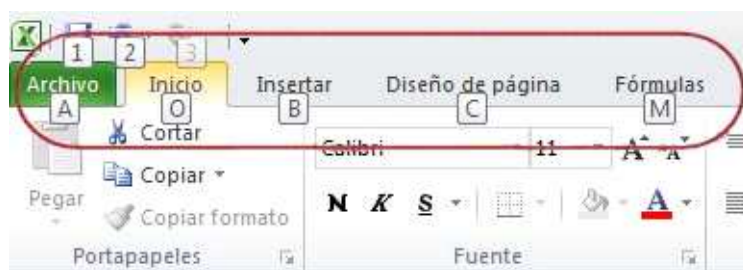 1 2 3
Archivo Inicio Insertar Diseño de página Fórmulas
A O B C M
Cortar
Calibri 11 A A
Copiar
Pegar
N K S A
Copiar formato
Portapapeles Fuente